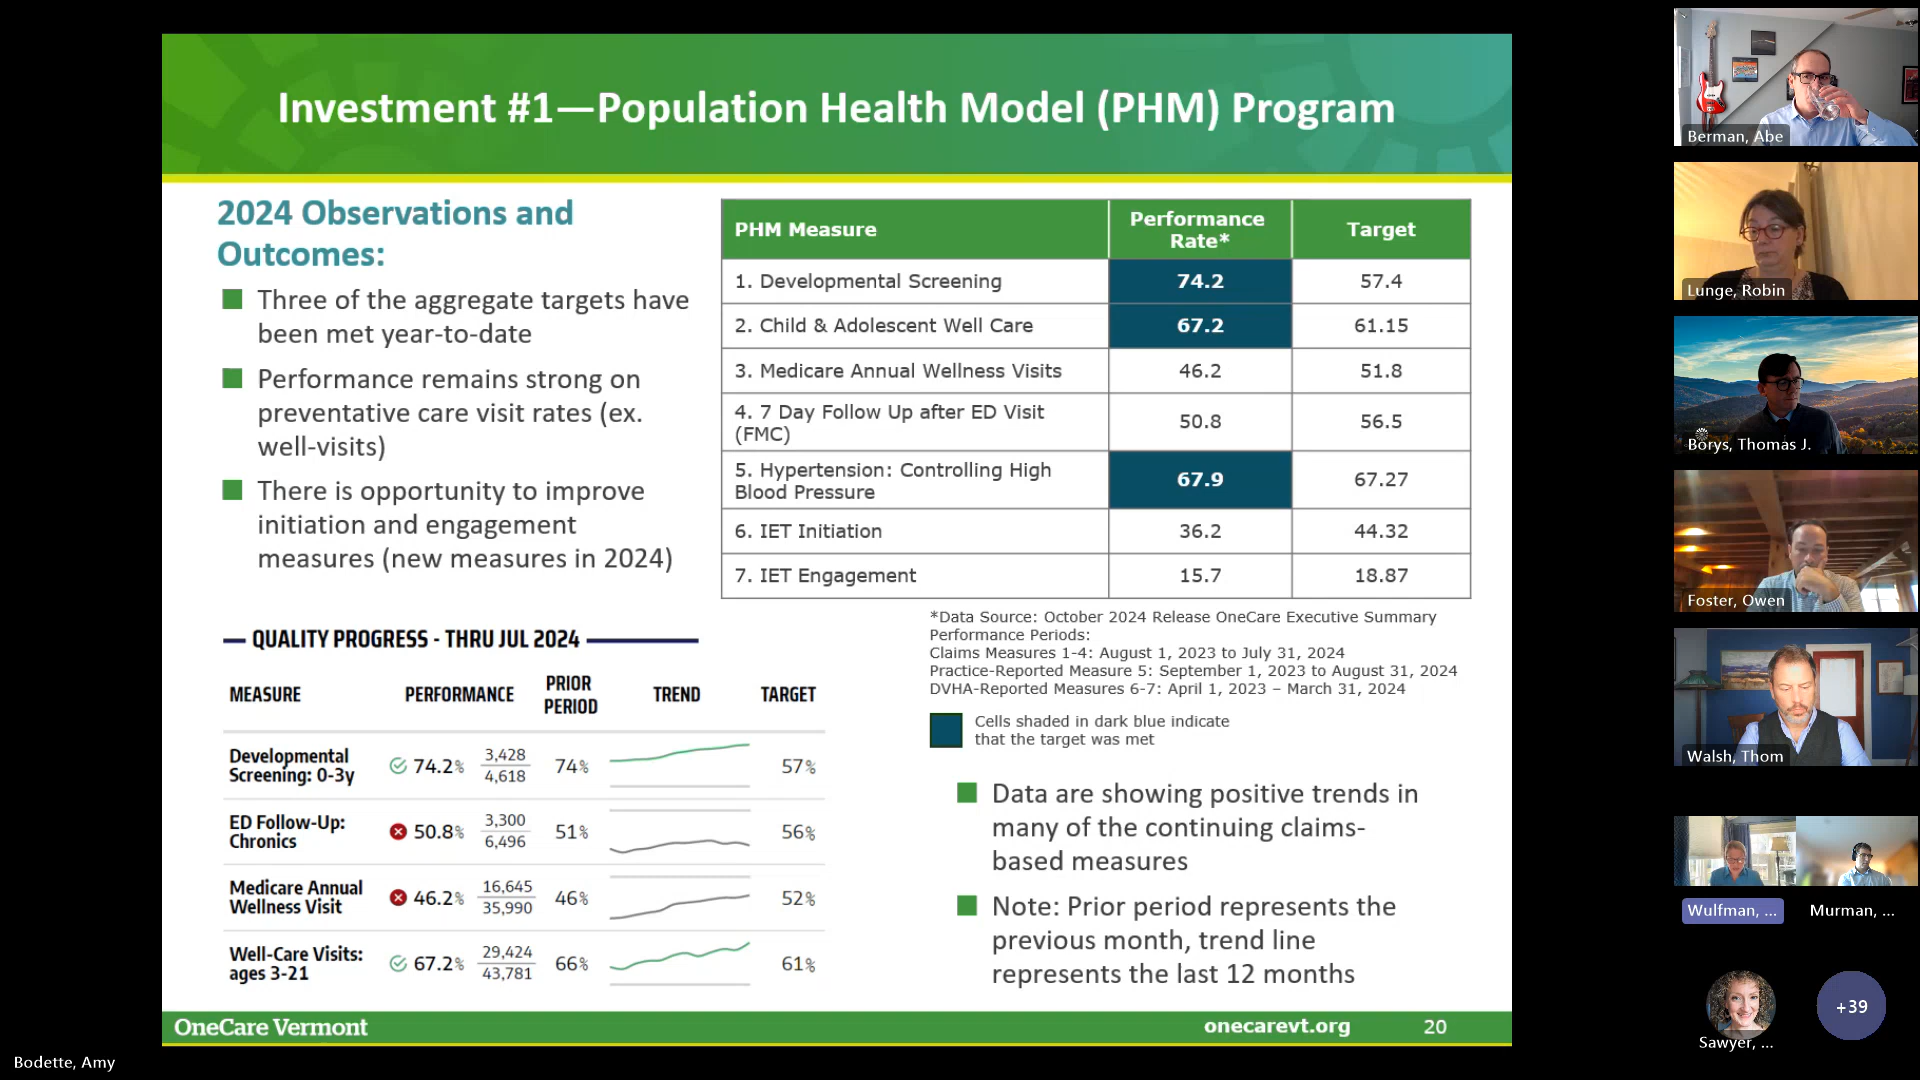 Investment #1—Population Health Model (PHM) Program
2024 Observations and
Outcomes:
Three of the aggregate targets have
been met year-to-date
Performance remains strong on
preventative care visit rates (ex.
well-visits)
There is opportunity to improve
initiation and engagement
measures (new measures in 2024)
PHM Measure Performance Rate* Target
1. Developmental Screening 74.2 57.4
2. Child & Adolescent Well Care 67.2 61.15
3. Medicare Annual Wellness Visits 46.2 51.8
4. 7 Day Follow Up after ED Visit
(FMC) 50.8 56.5
5. Hypertension: Controlling High
Blood Pressure 67.9 67.27
6. IET Initiation 36.2 44.32
7. IET Engagement 15.7 18.87
*Data Source: October 2024 Release OneCare Executive Summary
Performance Periods:
Claims Measures 1-4: August 1, 2023 to July 31, 2024
Practice-Reported Measure 5: September 1, 2023 to August 31, 2024
DVHA-Reported Measures 6-7: April 1, 2023 – March 31, 2024
Cells shaded in dark blue indicate
that the target was met
QUALITY PROGRESS - THRU JUL 2024
MEASURE PERFORMANCE PRIOR PERIOD TREND TARGET
Developmental
Screening: 0-3y 74.2% 3,428 4,618 74% 57%
ED Follow-Up:
Chronics 50.8% 3,300 6,496 51% 56%
Medicare Annual
Wellness Visit 46.2% 16,645 35,990 46% 52%
Well-Care Visits:
ages 3-21 67.2% 29,424 43,781 66% 61%
Data are showing positive trends in
many of the continuing claims-
based measures
Note: Prior period represents the
previous month, trend line
represents the last 12 months
OneCare Vermont
onecarevt.org 20
Bodette, Amy
Berman, Abe
Lunge, Robin
Borys, Thomas J.
Foster, Owen
Walsh, Thom
Wulfman, ...
Murman, ...
Sawyer, ...
+39